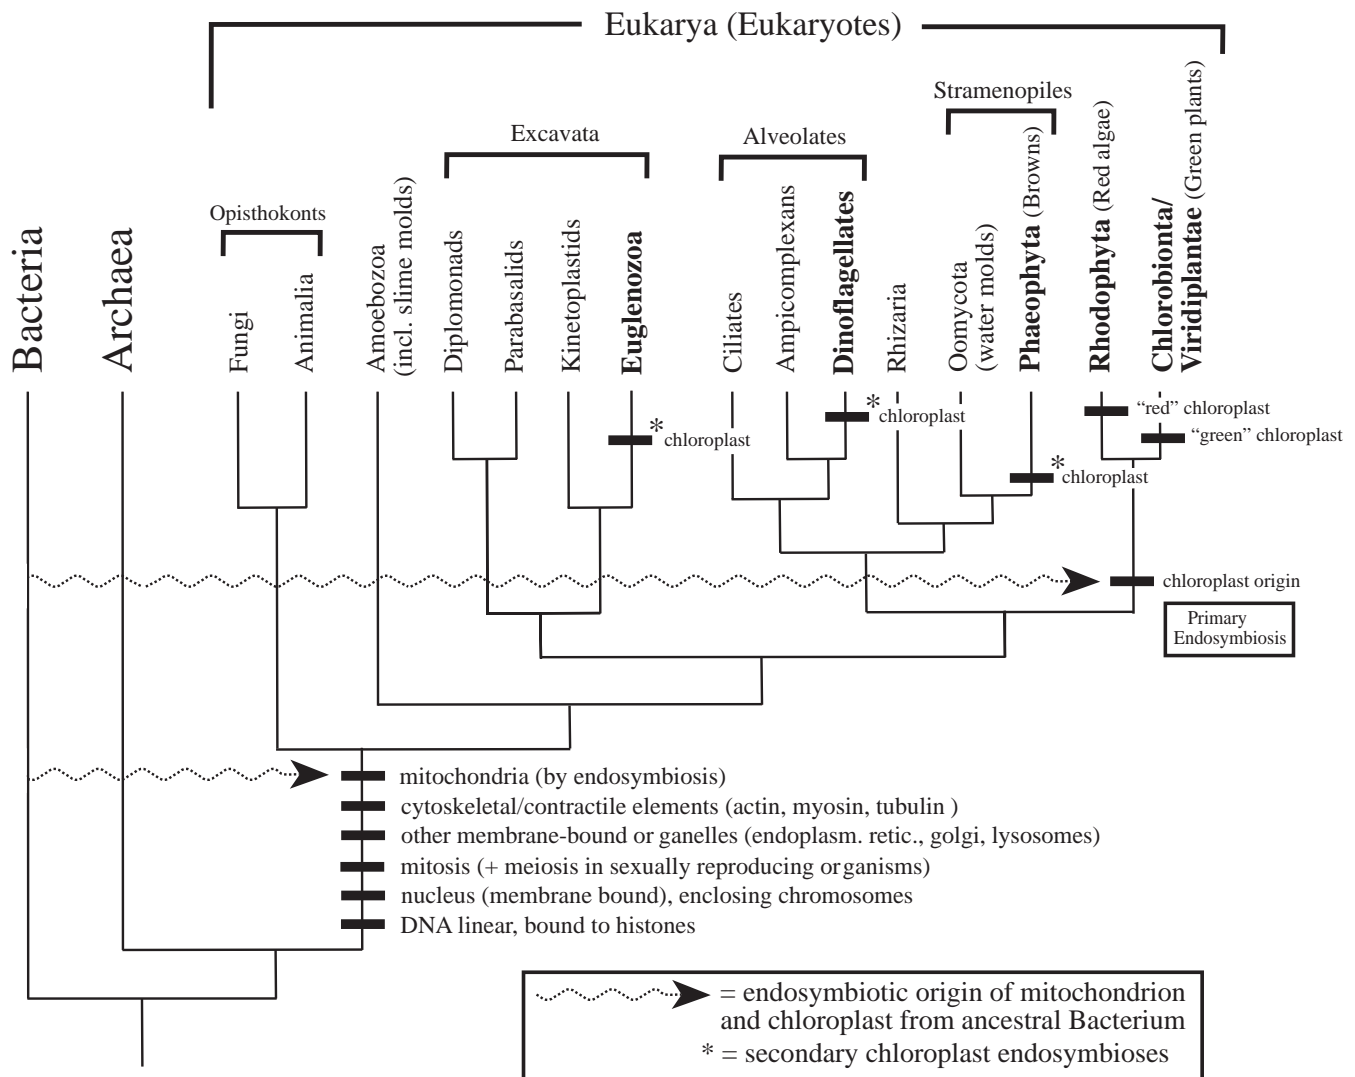 Eukarya (Eukaryotes)
Stramenopiles
Excavata
Alveolates
Opisthokonts
Bacteria
Archaea
Fungi
Animalia
Amoebozoa
(incl. slime molds)
Diplomonads
Parabasalids
Kinetoplastids
Euglenozoa
Ciliates
Ampicomplexans
Dinoflagellates
Rhizaria
Oomycota
(water molds)
Phaeophyta (Browns)
Rhodophyta (Red algae)
Chlorobionta/
Viridiplantae (Green plants)
* chloroplast
* chloroplast
* chloroplast
"red" chloroplast
"green" chloroplast
chloroplast origin
Primary
Endosymbiosis
mitochondria (by endosymbiosis)
cytoskeletal/contractile elements (actin, myosin, tubulin )
other membrane-bound or ganelles (endoplasm. retic., golgi, lysosomes)
mitosis (+ meiosis in sexually reproducing organisms)
nucleus (membrane bound), enclosing chromosomes
DNA linear, bound to histones
= endosymbiotic origin of mitochondrion
and chloroplast from ancestral Bacterium
* = secondary chloroplast endosymbioses